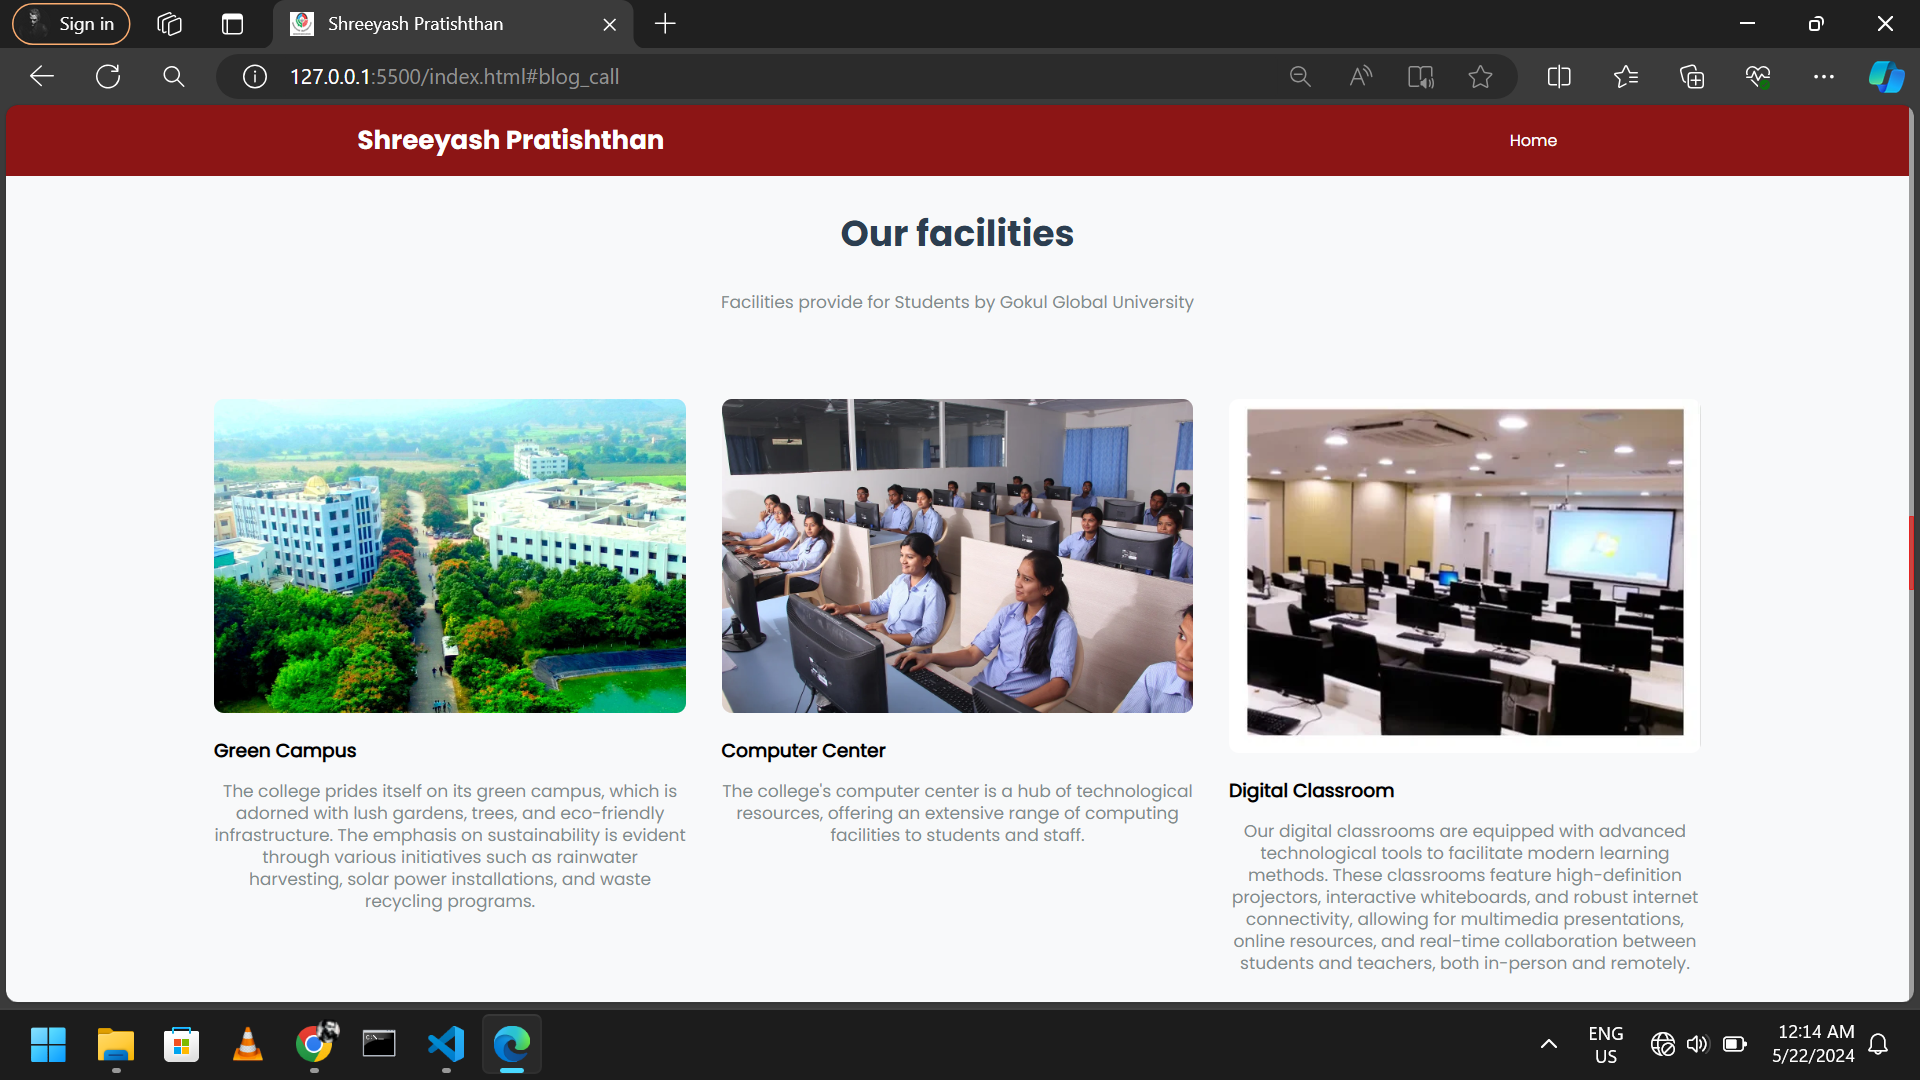 Sign in
Shreeyash Pratishthan
127.0.0.1:5500/index.html#blog_call
Shreeyash Pratishthan
Home
Our facilities
Facilities provide for Students by Gokul Global University
Green Campus
The college prides itself on its green campus, which is
adorned with lush gardens, trees, and eco-friendly
infrastructure. The emphasis on sustainability is evident
through various initiatives such as rainwater
harvesting, solar power installations, and waste
recycling programs.
Computer Center
The college's computer center is a hub of technological
resources, offering an extensive range of computing
facilities to students and staff.
Digital Classroom
Our digital classrooms are equipped with advanced
technological tools to facilitate modern learning
methods. These classrooms feature high-definition
projectors, interactive whiteboards, and robust internet
connectivity, allowing for multimedia presentations,
online resources, and real-time collaboration between
students and teachers, both in-person and remotely.
ENG
US
12:14 AM
5/22/2024